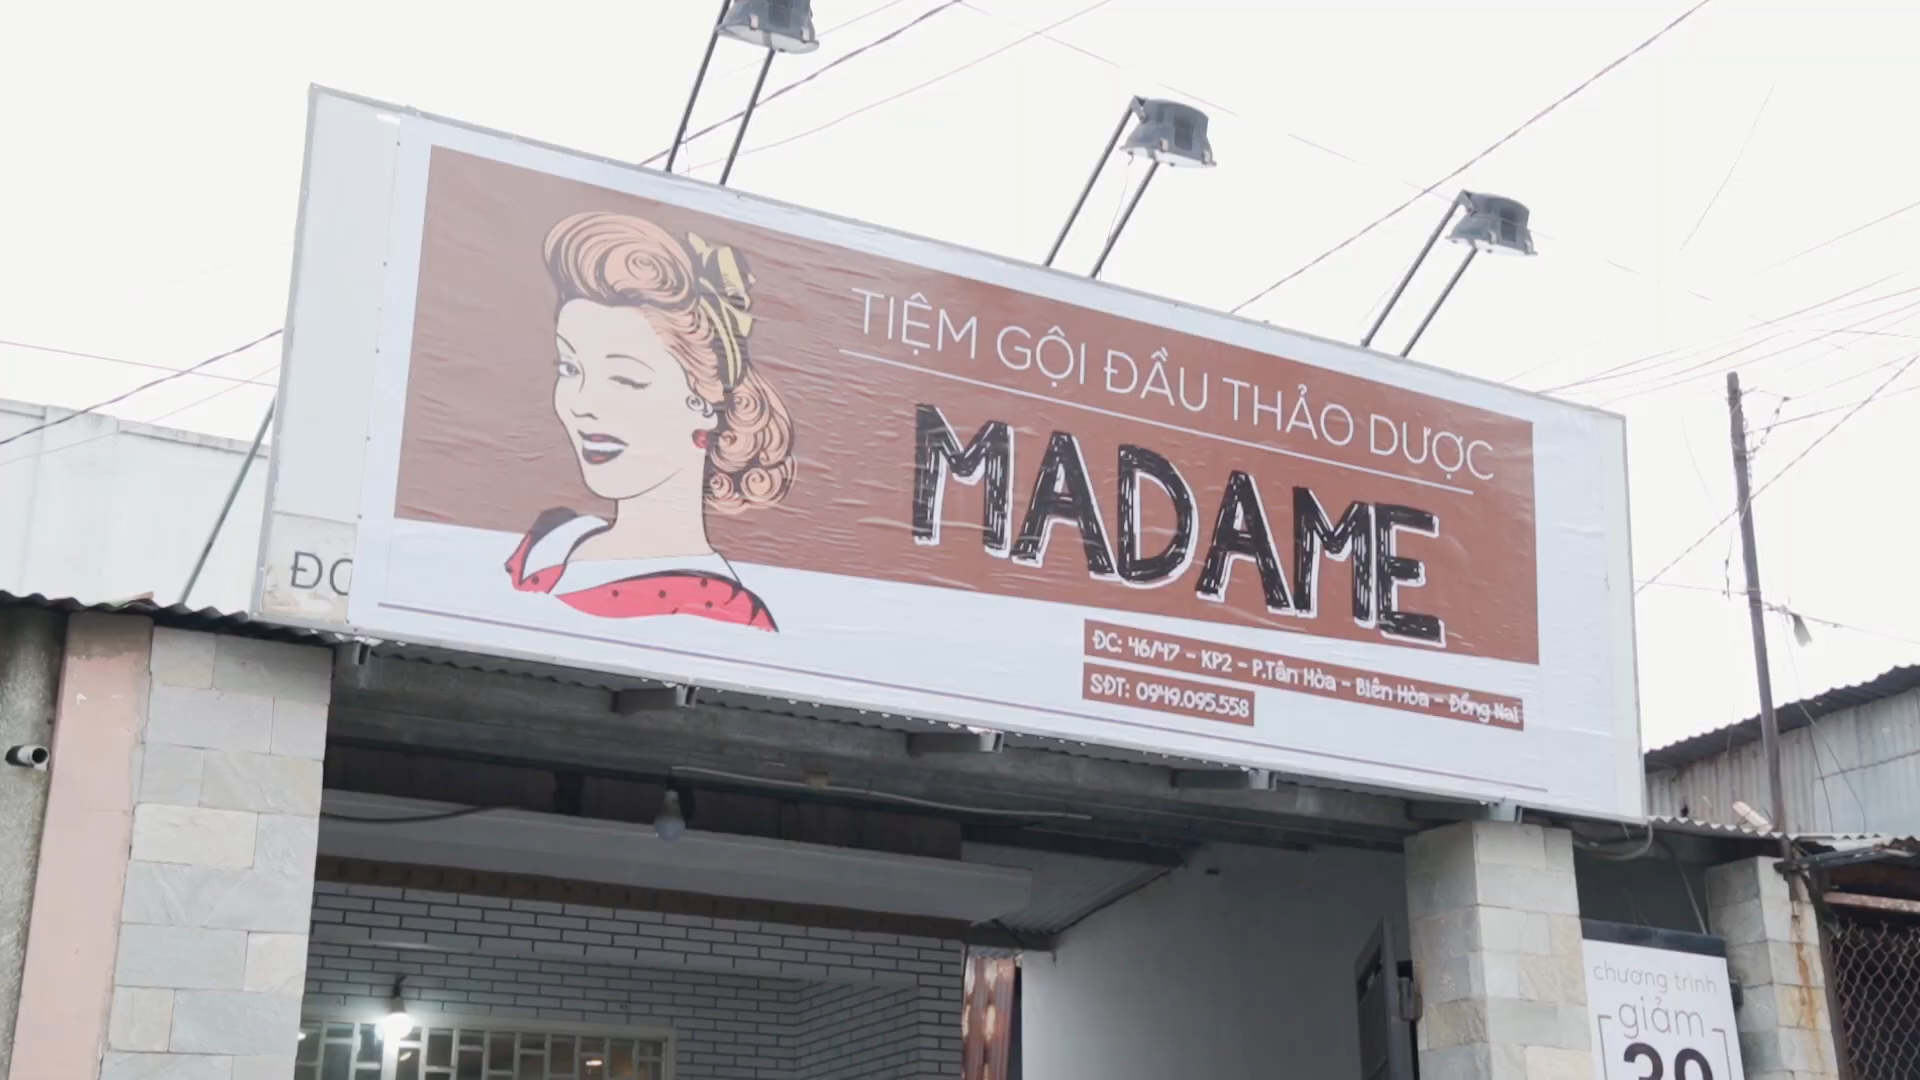 TIỆM GỘI ĐẦU THẢO DƯỢC
MADAME
ĐC: 46/47 - KP2 - P.Tân Hòa - Biên Hòa - Đồng Nai
SĐT: 0949.095.558
chương trình
giảm